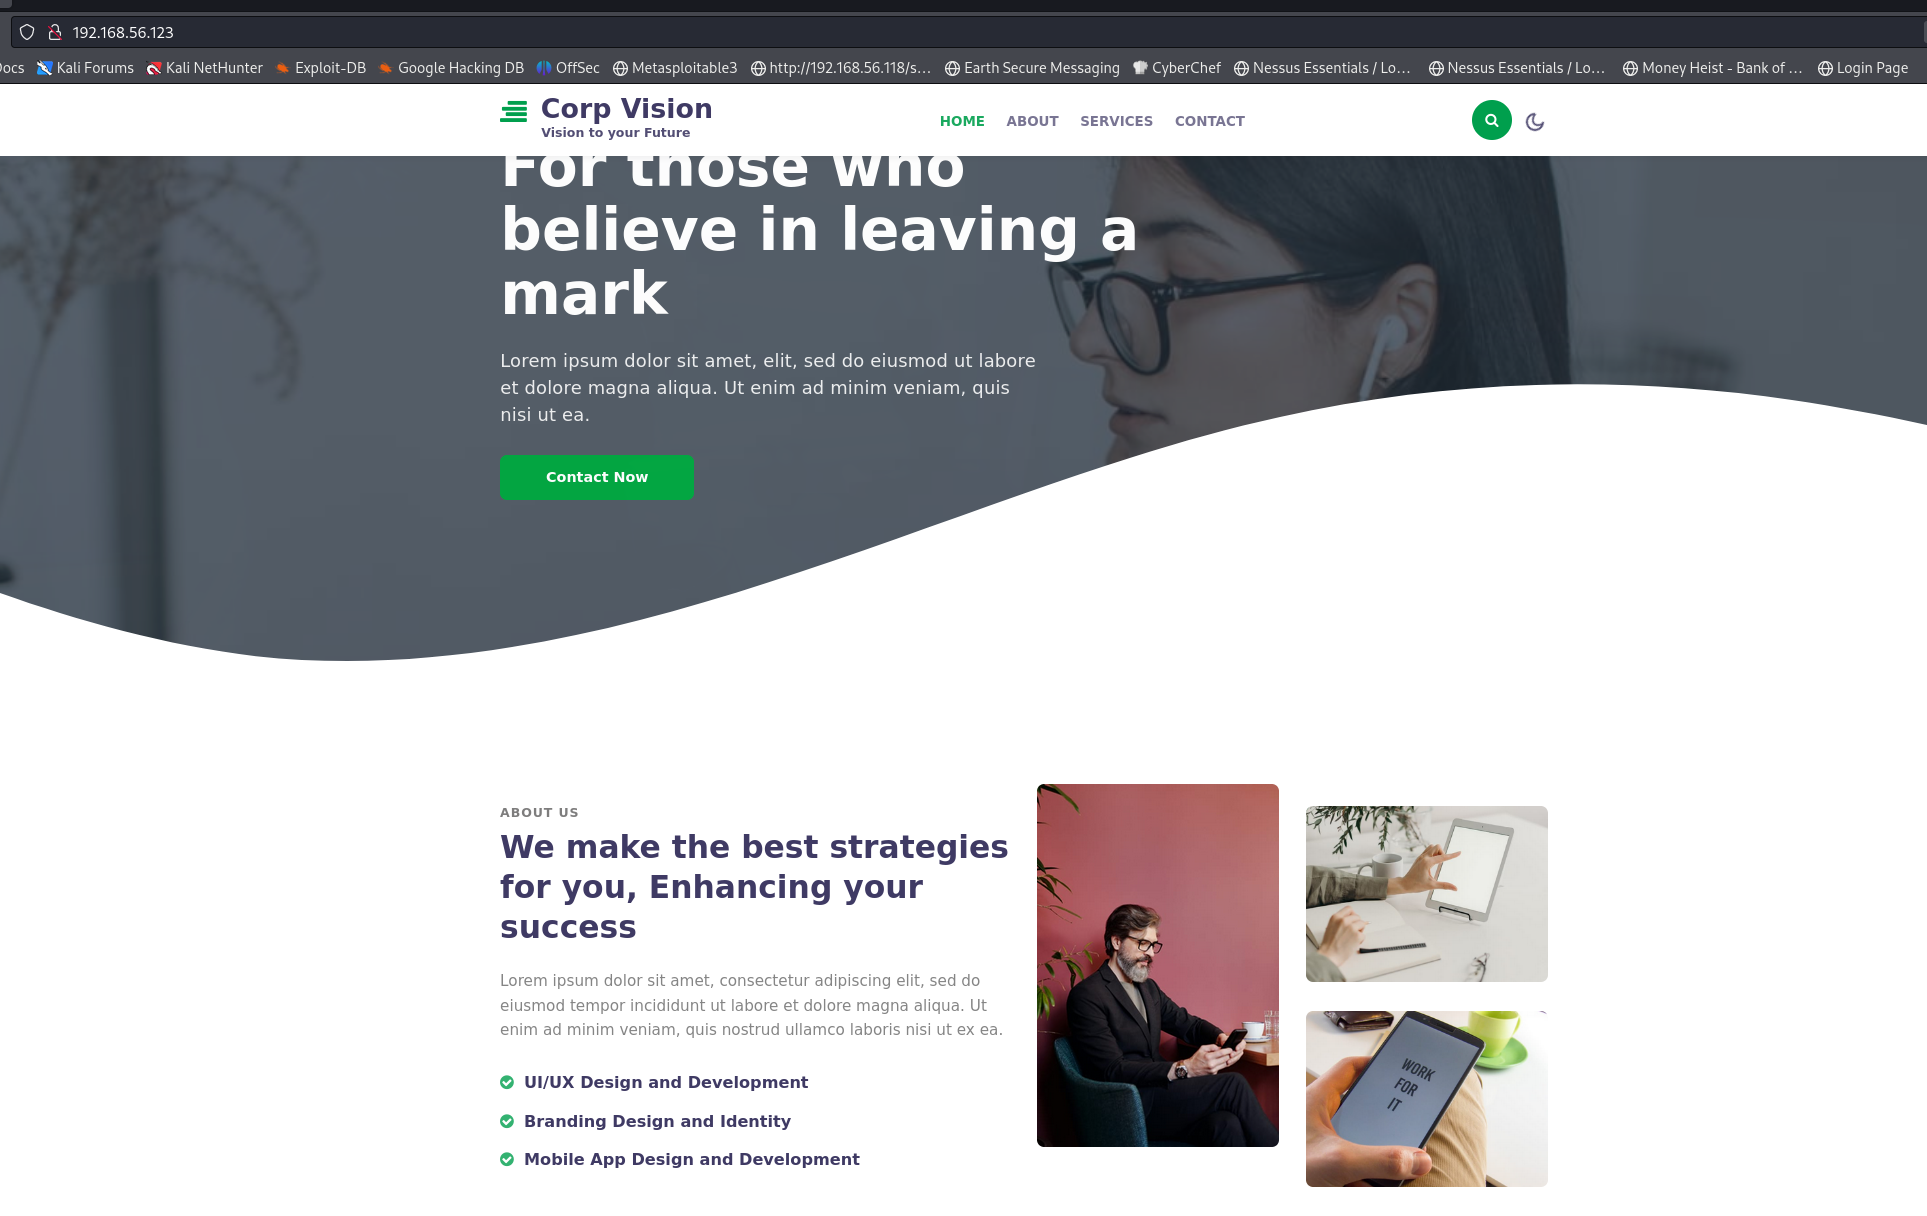 192.168.56.123
Docs Kali Forums Kali NetHunter Exploit-DB Google Hacking DB OffSec Metasploitable3 http://192.168.56.118/s... Earth Secure Messaging CyberChef Nessus Essentials / Lo... Nessus Essentials / Lo... Money Heist - Bank of ... Login Page
Corp Vision
Vision to your Future
HOME ABOUT SERVICES CONTACT
For those who
believe in leaving a
mark
Lorem ipsum dolor sit amet, elit, sed do eiusmod ut labore
et dolore magna aliqua. Ut enim ad minim veniam, quis
nisi ut ea.
Contact Now
ABOUT US
We make the best strategies
for you, Enhancing your
success
Lorem ipsum dolor sit amet, consectetur adipiscing elit, sed do
eiusmod tempor incididunt ut labore et dolore magna aliqua. Ut
enim ad minim veniam, quis nostrud ullamco laboris nisi ut ex ea.
UI/UX Design and Development
Branding Design and Identity
Mobile App Design and Development
WORK
FOR
IT